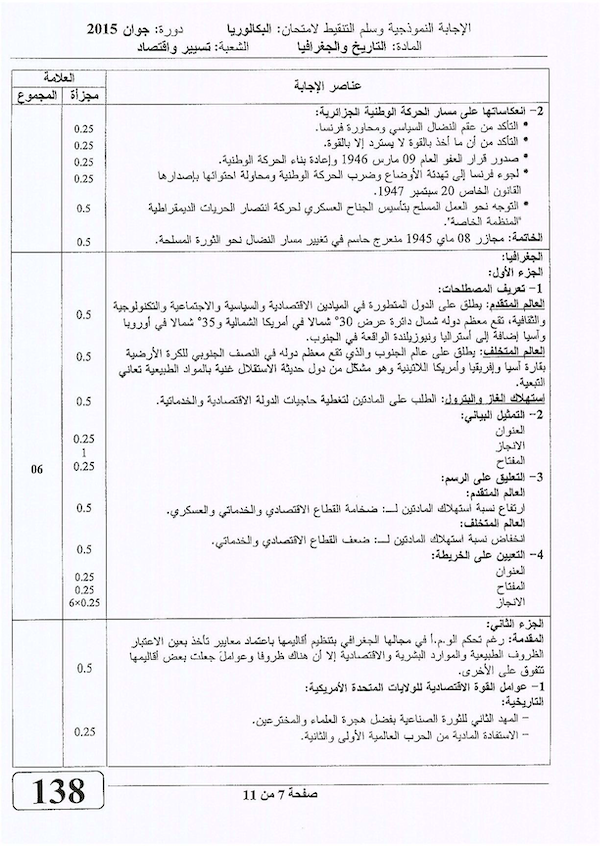 الإجابة النموذجية وسلم التنقيط لامتحان: البكالوريا دورة: جوان 2015
المادة: التاريخ والجغرافيا الشعبة: تسيير واقتصاد
عناصر الإجابة العلامة
مجزأة المجموع
2- انعكاساتها على مسار الحركة الوطنية الجزائرية:
* التأكد من عقم النضال السياسي ومحاورة فرنسا. 0.25
* التأكد من أن ما أخذ بالقوة لا يسترد إلا بالقوة. 0.25
* صدور قرار العفو العام 09 مارس 1946 وإعادة بناء الحركة الوطنية. 0.25
* لجوء فرنسا إلى تهدئة الأوضاع وضرب الحركة الوطنية ومحاولة احتوائها بإصدارها 0.25
القانون الخاص 20 سبتمبر 1947.
* التوجه نحو العمل المسلح بتأسيس الجناح العسكري لحركة انتصار الحريات الديمقراطية 0.5
"المنظمة الخاصة".
الخاتمة: مجازر 08 ماي 1945 منعرج حاسم في تغيير مسار النضال نحو الثورة المسلحة. 0.5
الجغرافيا:
الجزء الأول:
1- تعريف المصطلحات:
العالم المتقدم: يطلق على الدول المتطورة في الميادين الاقتصادية والسياسية والاجتماعية والتكنولوجية 0.5
والثقافية، تقع معظم دوله شمال دائرة عرض 30° شمالا في أمريكا الشمالية و35° شمالا في أوروبا
وآسيا إضافة إلى أستراليا ونيوزيلندة الواقعة في الجنوب.
العالم المتخلف: يطلق على عالم الجنوب والذي تقع معظم دوله في النصف الجنوبي للكرة الأرضية 0.5
بقارة آسيا وإفريقيا وأمريكا اللاتينية وهو مشكّل من دول حديثة الاستقلال غنية بالمواد الطبيعية تعاني
التبعية.
إستهلاك الغاز والبترول: الطلب على المادتين لتغطية حاجيات الدولة الاقتصادية والخدماتية. 0.5
2- التمثيل البياني:
العنوان 0.25
الانجاز 1
المفتاح 0.25
06
3- التعليق على الرسم:
العالم المتقدم:
ارتفاع نسبة استهلاك المادتين لــ: ضخامة القطاع الاقتصادي والخدماتي والعسكري. 0.5
العالم المتخلف:
انخفاض نسبة استهلاك المادتين لــ: ضعف القطاع الاقتصادي والخدماتي. 0.5
4- التعيين على الخريطة:
العنوان 0.25
المفتاح 0.25
الانجاز 6×0.25
الجزء الثاني:
المقدمة: رغم تحكم الو.م.أ في مجالها الجغرافي بتنظيم أقاليمها باعتماد معايير تأخذ بعين الاعتبار
الظروف الطبيعية والموارد البشرية والاقتصادية إلا أن هناك ظروفا وعوامل جعلت بعض أقاليمها 0.5
تتفوق على الأخرى.
1- عوامل القوة الاقتصادية للولايات المتحدة الأمريكية:
التاريخية:
- المهد الثاني للثورة الصناعية بفضل هجرة العلماء والمخترعين.
- الاستفادة المادية من الحرب العالمية الأولى والثانية. 0.25
صفحة 7 من 11
138